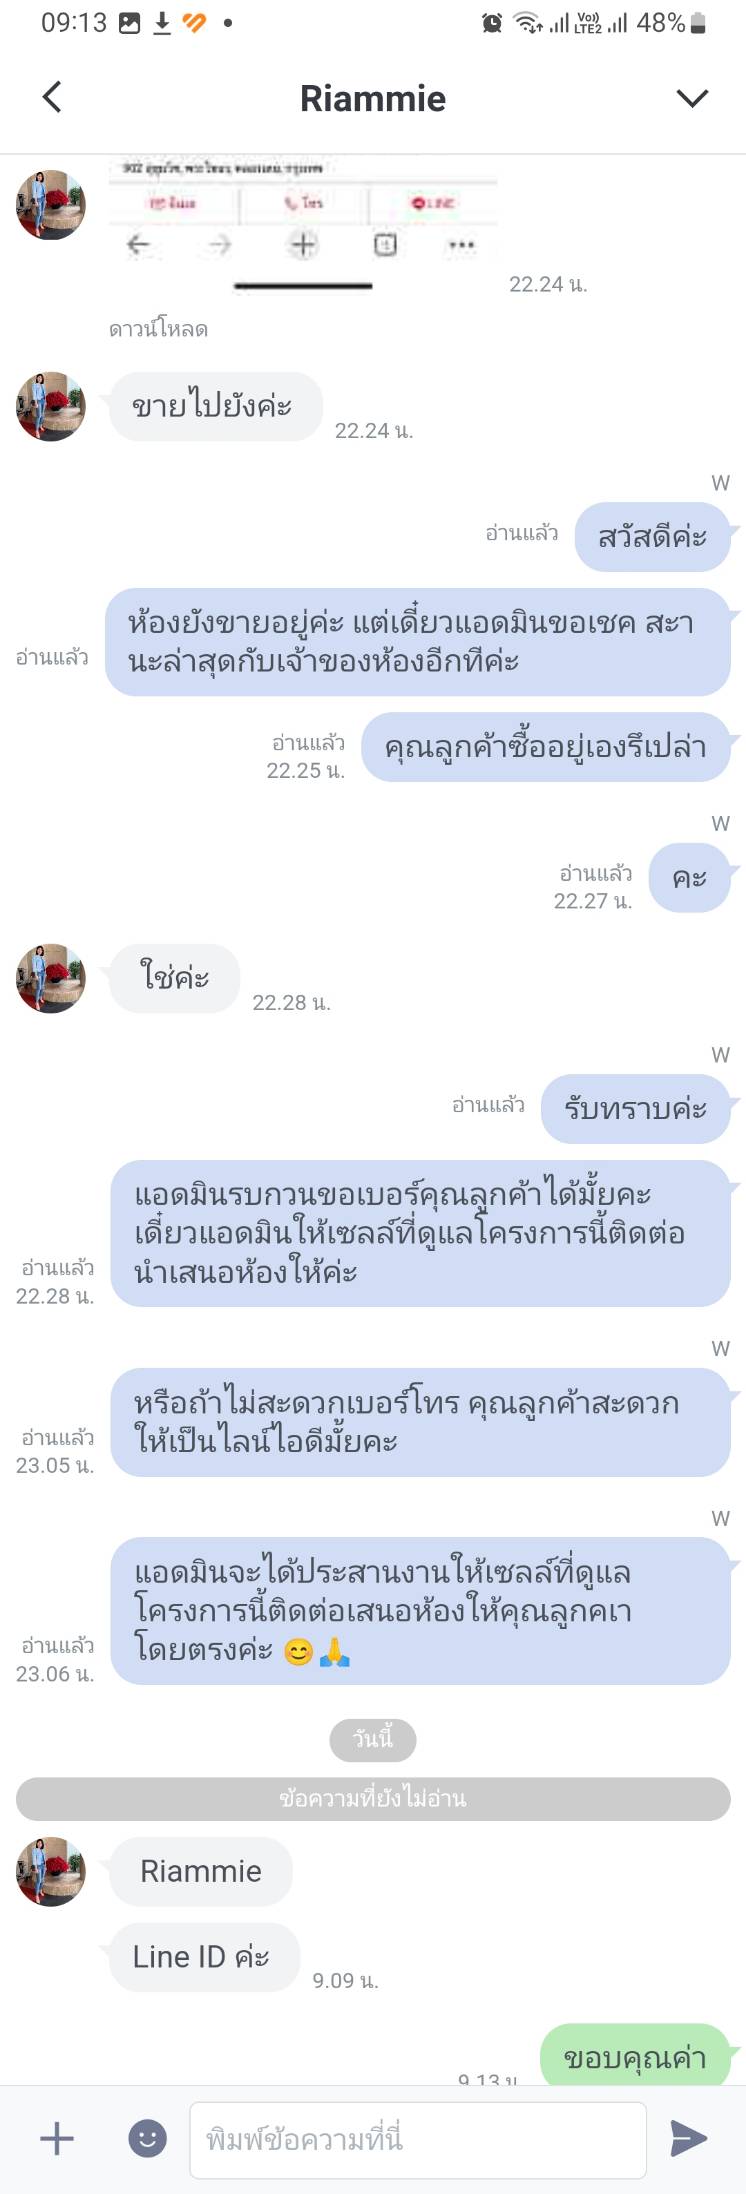 09:13
Vo))
LTE2
48%
Riammie
โทร
LINE
22.24 น.
ดาวน์โหลด
ขายไปยังค่ะ
22.24 น.
W
อ่านแล้ว
สวัสดีค่ะ
ห้องยังขายอยู่ค่ะ แต่เดี๋ยวแอดมินขอเชค สะา
นะล่าสุดกับเจ้าของห้องอีกทีค่ะ
อ่านแล้ว
คุณลูกค้าซื้ออยู่เองรึเปล่า
อ่านแล้ว
22.25 น.
W
คะ
อ่านแล้ว
22.27 น.
ใช่ค่ะ
22.28 น.
W
อ่านแล้ว
รับทราบค่ะ
แอดมินรบกวนขอเบอร์คุณลูกค้าได้มั้ยคะ
เดี๋ยวแอดมินให้เซลล์ที่ดูแลโครงการนี้ติดต่อ
นำเสนอห้องให้ค่ะ
อ่านแล้ว
22.28 น.
W
หรือถ้าไม่สะดวกเบอร์โทร คุณลูกค้าสะดวก
ให้เป็นไลน์ไอดีมั้ยคะ
อ่านแล้ว
23.05 น.
W
แอดมินจะได้ประสานงานให้เซลล์ที่ดูแล
โครงการนี้ติดต่อเสนอห้องให้คุณลูกคเา
โดยตรงค่ะ 😊🙏
อ่านแล้ว
23.06 น.
วันนี้
ข้อความที่ยังไม่อ่าน
Riammie
Line ID ค่ะ
9.09 น.
ขอบคุณค่า
9.13 น.
พิมพ์ข้อความที่นี่